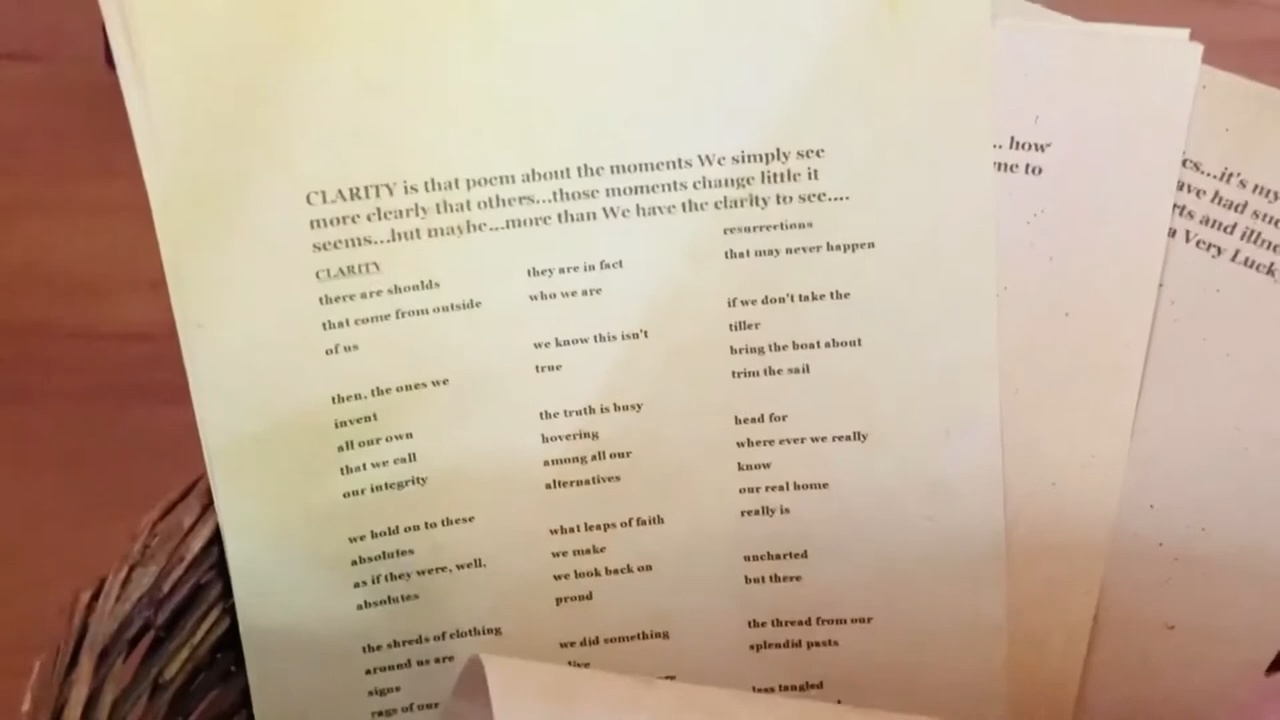 CLARITY is that poem about the moments We simply see
more clearly that others...those moments change little it
seems...but maybe...more than We have the clarity to see....
CLARITY
there are shoulds
that come from outside
of us
then, the ones we
invent
all our own
that we call
our integrity
we hold on to these
absolutes
as if they were, well,
absolutes
the shreds of clothing
around us are
signs
rags of our
they are in fact
who we are
we know this isn't
true
the truth is busy
hovering
among all our
alternatives
what leaps of faith
we make
we look back on
proud
we did something
resurrections
that may never happen
if we don't take the
tiller
bring the boat about
trim the sail
head for
where ever we really
know
our real home
really is
uncharted
but there
the thread from our
splendid pasts
less tangled
.. how
me to
cs...it's my
ave had suc
rts and illne
a Very Luck